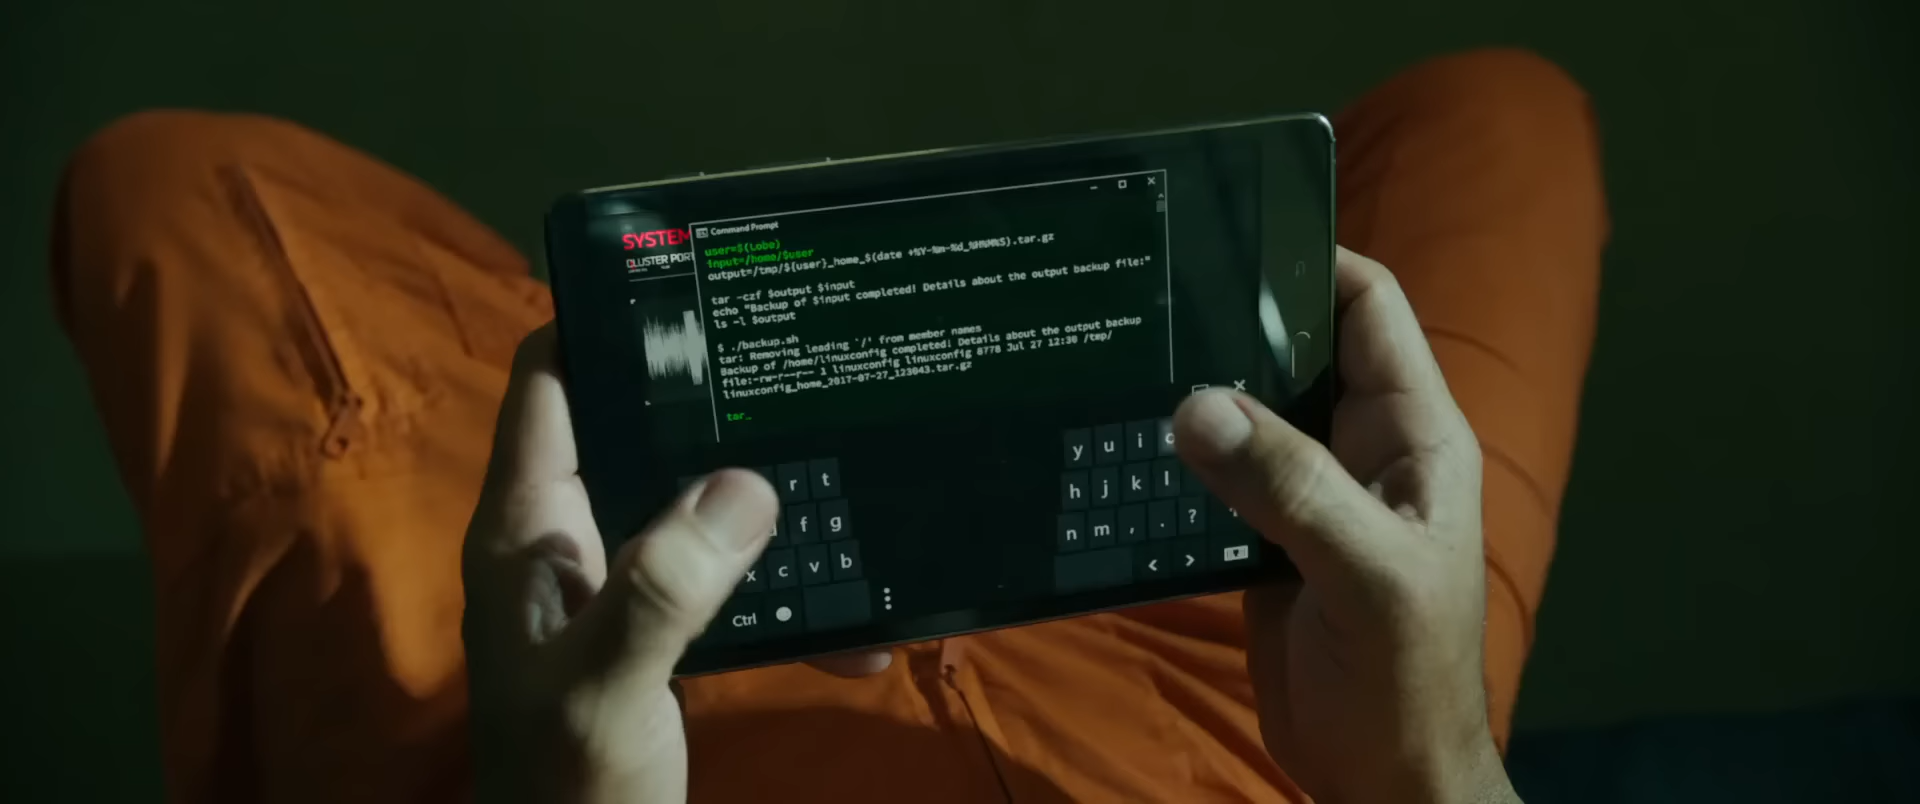 SYSTEM
CLUSTER POR
Command Prompt
user=$(Lobe)
input=/home/$user
output=/tmp/${user}_home_$(date +%Y-%m-%d_%H%M%S).tar.gz
tar -czf $output $input
echo "Backup of $input completed! Details about the output backup file:"
ls -l $output
$ ./backup.sh
tar: Removing leading `/' from member names
Backup of /home/linuxconfig completed! Details about the output backup
file:-rw-r--r-- 1 linuxconfig linuxconfig 8778 Jul 27 12:30 /tmp/
linuxconfig_home_2017-07-27_123043.tar.gz
tar_
r t y u i
f g h j k l
x c v b n m , . ?
Ctrl < >